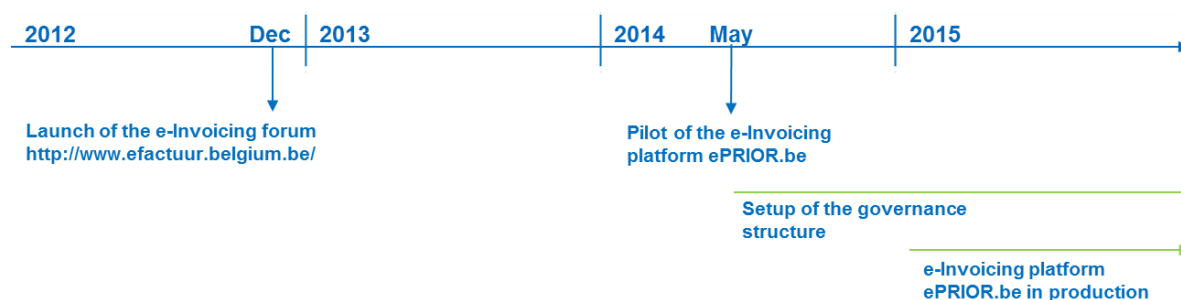 2012 Dec 2013 2014 May 2015
Launch of the e-Invoicing forum
http://www.efactuur.belgium.be/
Pilot of the e-Invoicing
platform ePRIOR.be
Setup of the governance
structure
e-Invoicing platform
ePRIOR.be in production